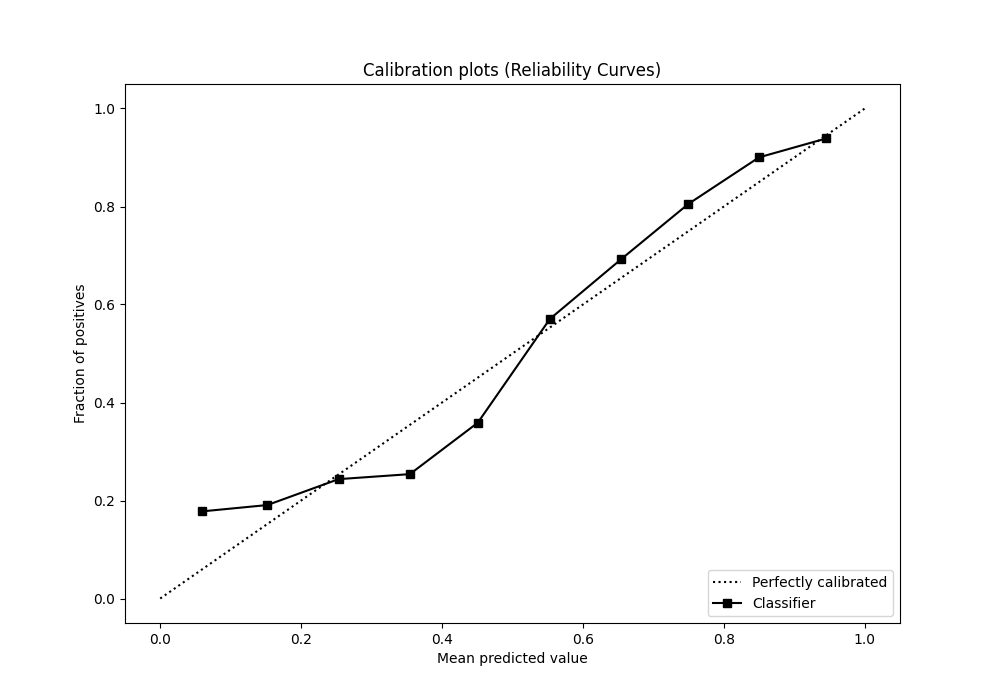 Calibration plots (Reliability Curves)
1.0
0.8
0.6
0.4
0.2
0.0
Fraction of positives
0.0 0.2 0.4 0.6 0.8 1.0
Mean predicted value
Perfectly calibrated
Classifier